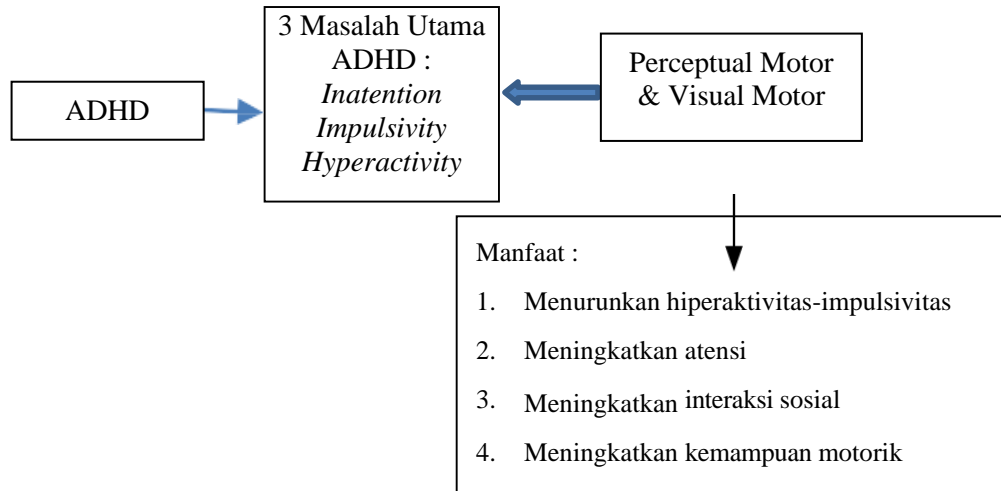 ADHD
3 Masalah Utama
ADHD :
Inatention
Impulsivity
Hyperactivity
Perceptual Motor
& Visual Motor
Manfaat :
1. Menurunkan hiperaktivitas-impulsivitas
2. Meningkatkan atensi
3. Meningkatkan interaksi sosial
4. Meningkatkan kemampuan motorik